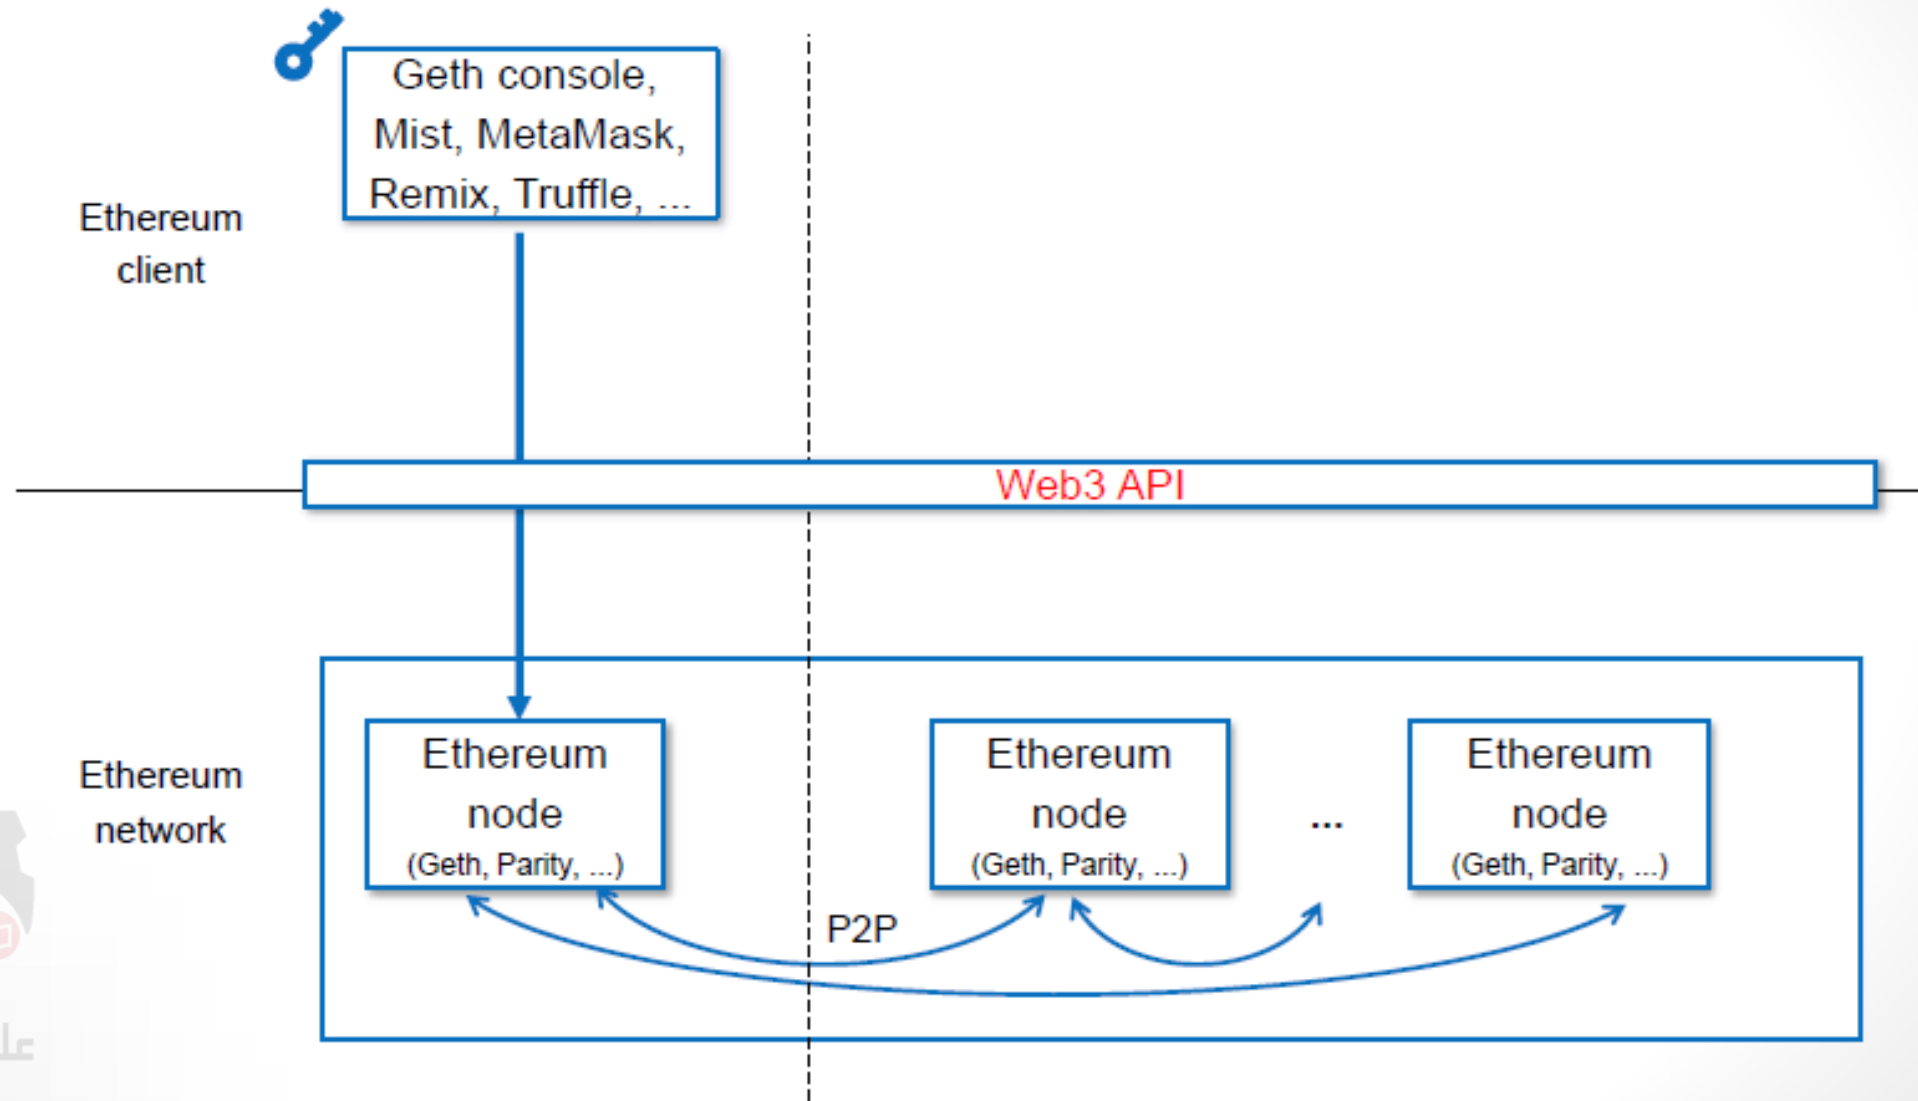 Geth console,
Mist, MetaMask,
Remix, Truffle, ...
Ethereum
client
Web3 API
Ethereum
network
Ethereum
node
(Geth, Parity, ...)
Ethereum
node
(Geth, Parity, ...)
...
Ethereum
node
(Geth, Parity, ...)
P2P